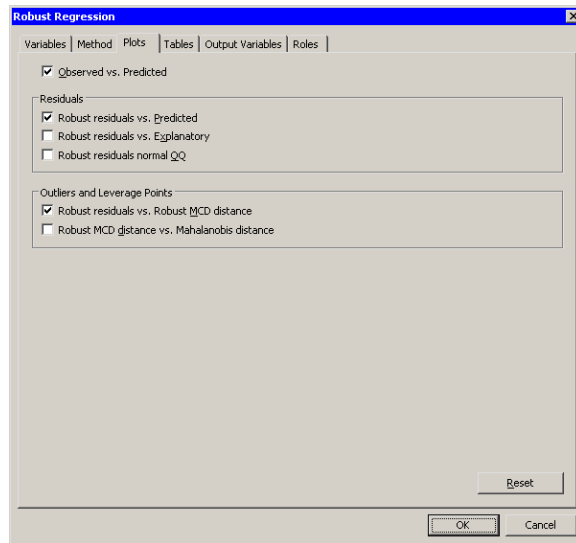 Robust Regression
Variables Method Plots Tables Output Variables Roles
Observed vs. Predicted
Residuals
Robust residuals vs. Predicted
Robust residuals vs. Explanatory
Robust residuals normal QQ
Outliers and Leverage Points
Robust residuals vs. Robust MCD distance
Robust MCD distance vs. Mahalanobis distance
Reset
OK Cancel